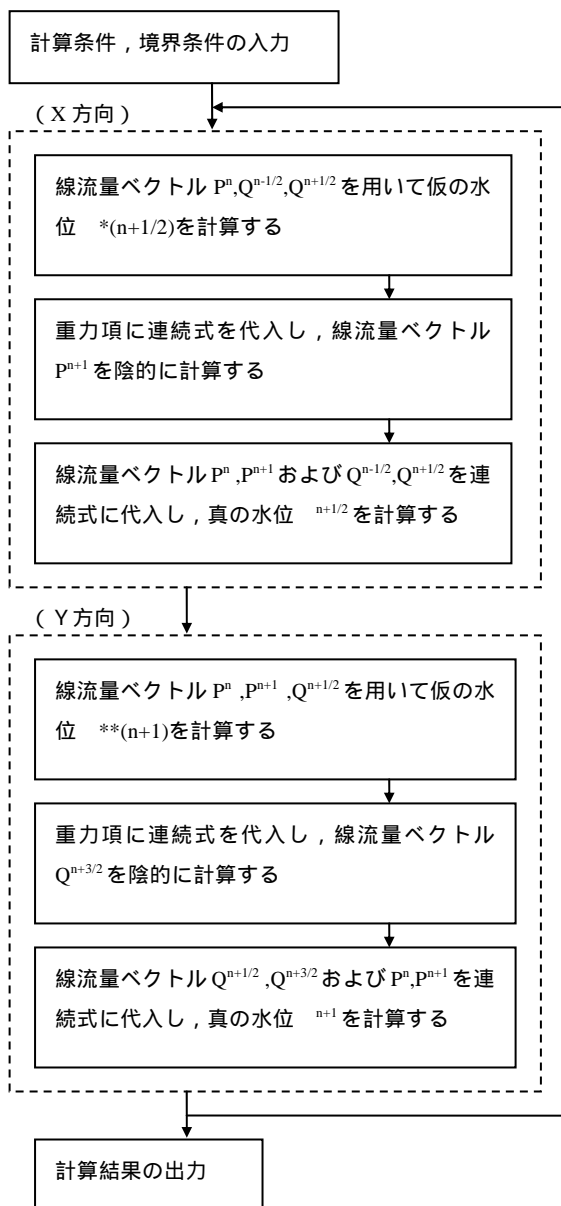 計算条件，境界条件の入力
（X 方向）
線流量ベクトル Pⁿ,Qⁿ⁻¹/²,Qⁿ⁺¹/² を用いて仮の水
位　*(n+1/2)を計算する
重力項に連続式を代入し，線流量ベクトル
Pⁿ⁺¹ を陰的に計算する
線流量ベクトル Pⁿ ,Pⁿ⁺¹ および Qⁿ⁻¹/²,Qⁿ⁺¹/² を連
続式に代入し，真の水位　ⁿ⁺¹/² を計算する
（Ｙ方向）
線流量ベクトル Pⁿ ,Pⁿ⁺¹ ,Qⁿ⁺¹/² を用いて仮の水
位　**(n+1)を計算する
重力項に連続式を代入し，線流量ベクトル
Qⁿ⁺³/² を陰的に計算する
線流量ベクトル Qⁿ⁺¹/² ,Qⁿ⁺³/² および Pⁿ,Pⁿ⁺¹ を連
続式に代入し，真の水位　ⁿ⁺¹ を計算する
計算結果の出力